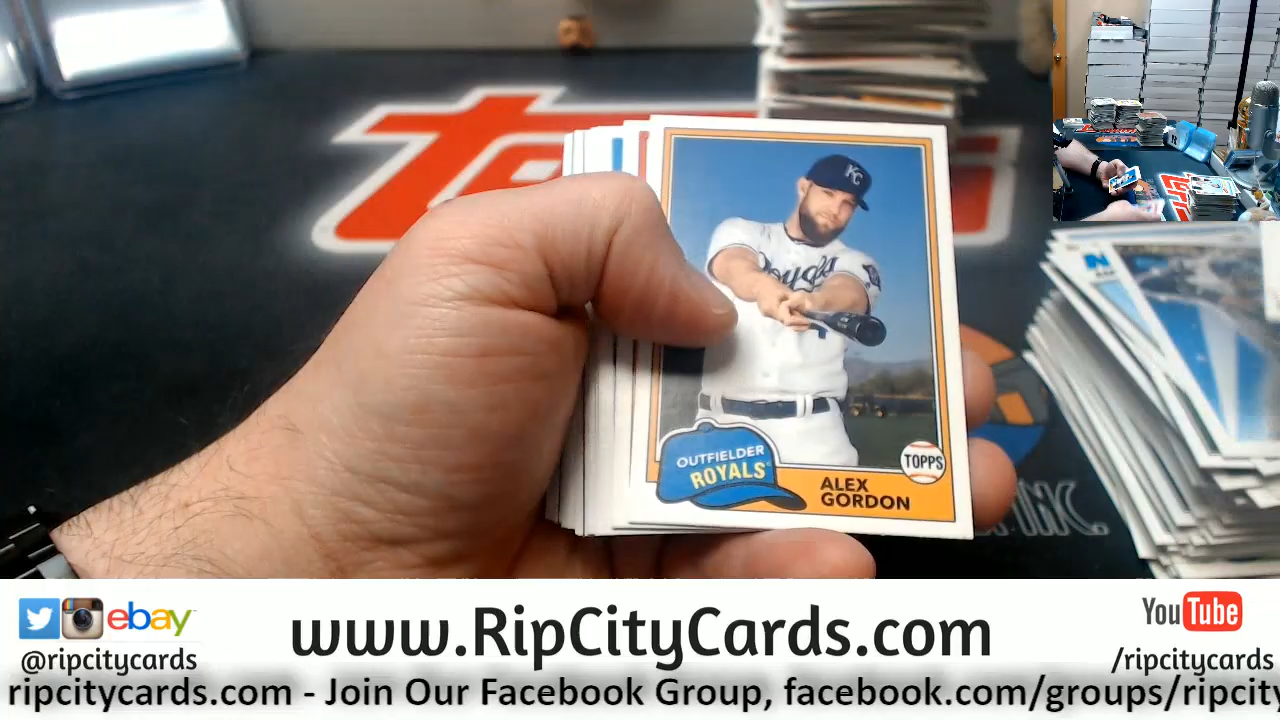 KC
Royals
OUTFIELDER
ROYALS
TOPPS
ALEX
GORDON
INC.
ebay
@ripcitycards
www.RipCityCards.com
YouTube
/ripcitycards
ripcitycards.com - Join Our Facebook Group, facebook.com/groups/ripcity